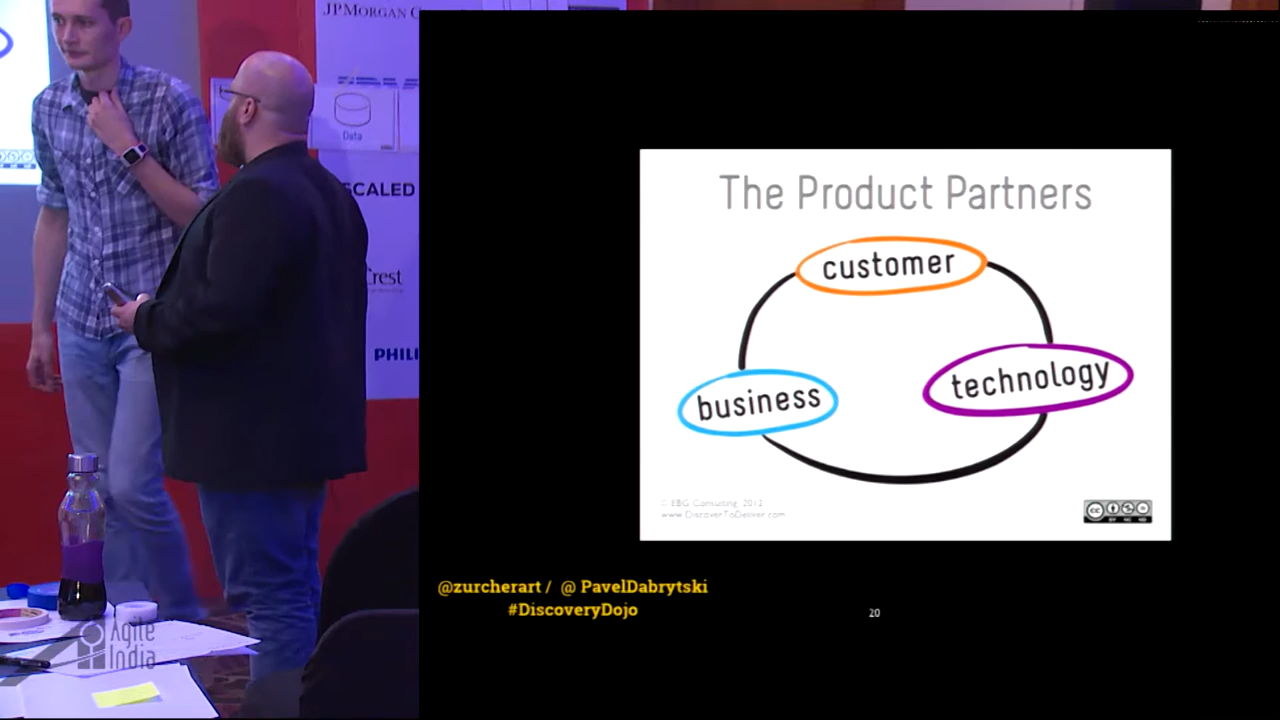 JPMORGAN C
Data
SCALED
Crest
PHILI
The Product Partners
customer
technology
business
© EBG Consulting, 2012
www.DiscoverToDeliver.com
cc
@zurcherart / @ PavelDabrytski
#DiscoveryDojo
20
Agile
India